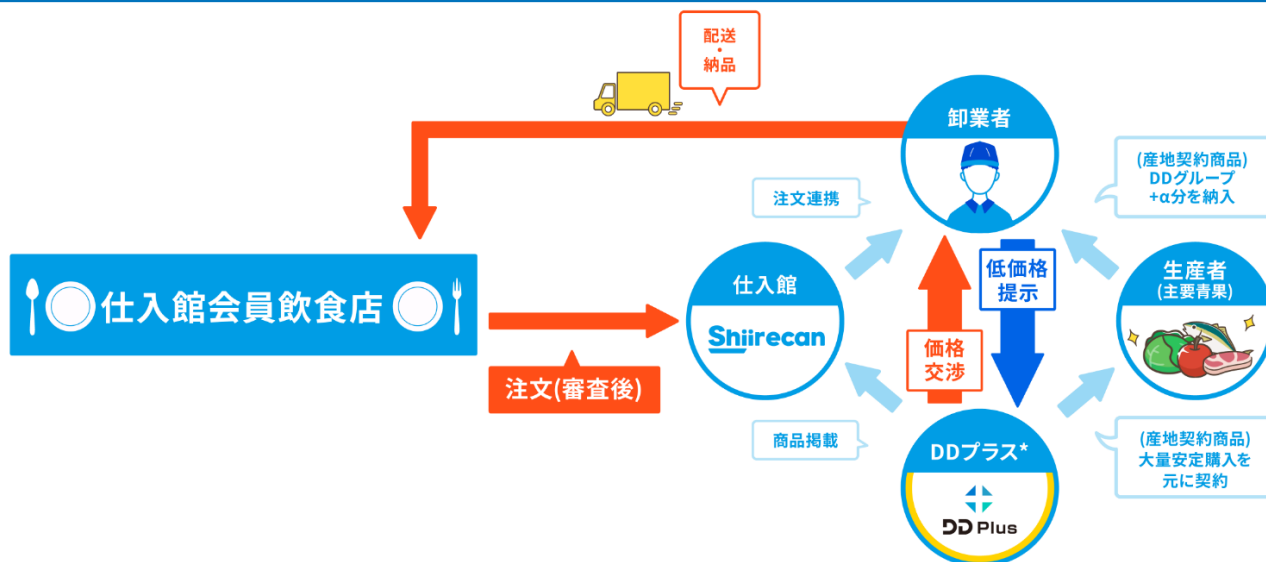 配送
・
納品
卸業者
(産地契約商品)
DDグループ
+α分を納入
注文連携
仕入館会員飲食店
仕入館
Shiirecan
低価格
提示
生産者
(主要青果)
価格
交渉
注文(審査後)
商品掲載
DDプラス*
DD Plus
(産地契約商品)
大量安定購入を
元に契約